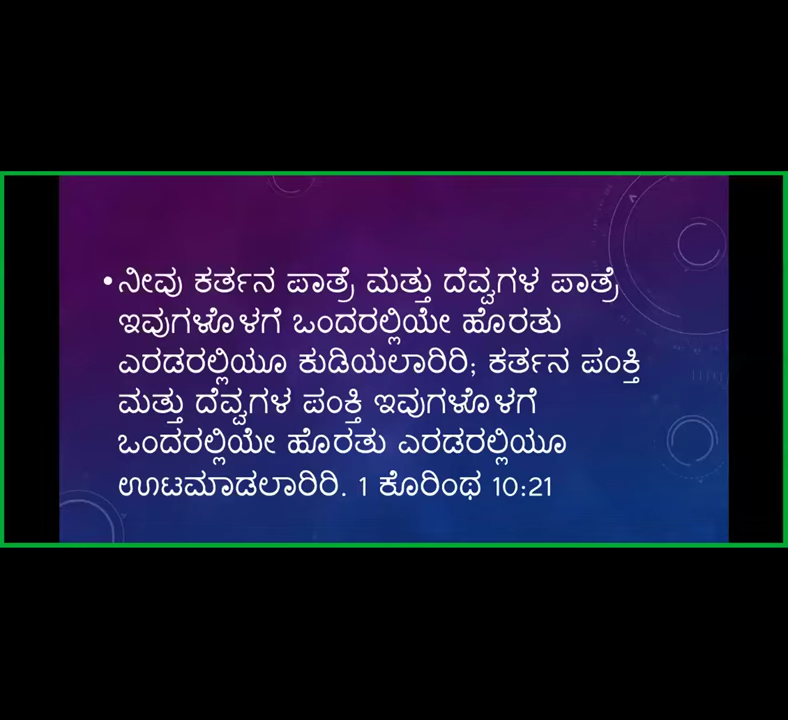 • ನೀವು ಕರ್ತನ ಪಾತ್ರೆ ಮತ್ತು ದೆವ್ವಗಳ ಪಾತ್ರೆ
ಇವುಗಳೊಳಗೆ ಒಂದರಲ್ಲಿಯೇ ಹೊರತು
ಎರಡರಲ್ಲಿಯೂ ಕುಡಿಯಲಾರಿರಿ; ಕರ್ತನ ಪಂಕ್ತಿ
ಮತ್ತು ದೆವ್ವಗಳ ಪಂಕ್ತಿ ಇವುಗಳೊಳಗೆ
ಒಂದರಲ್ಲಿಯೇ ಹೊರತು ಎರಡರಲ್ಲಿಯೂ
ಊಟಮಾಡಲಾರಿರಿ. 1 ಕೊರಿಂಥ 10:21